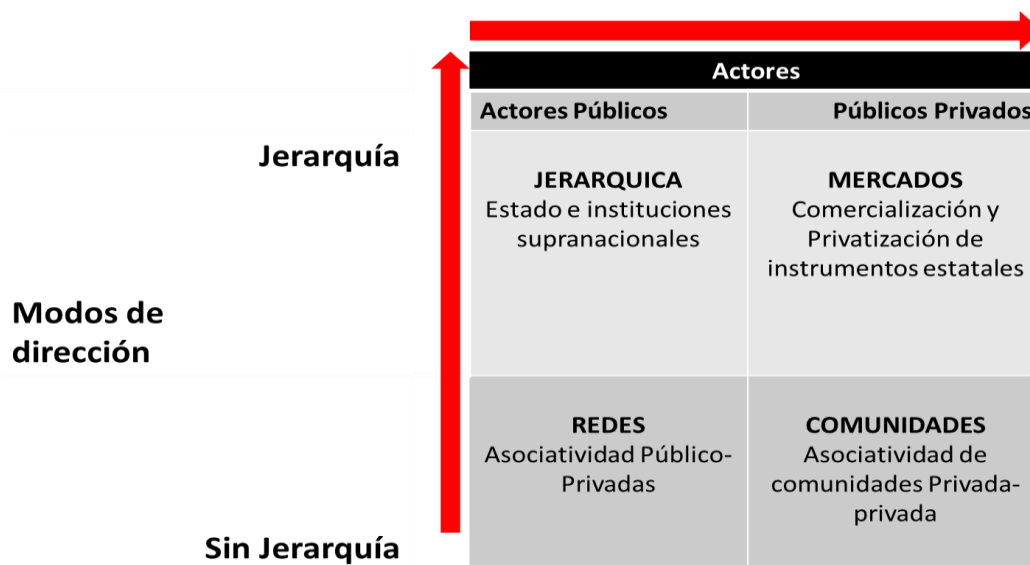 Actores
Actores Públicos
Públicos Privados
Jerarquía
JERARQUICA
Estado e instituciones
supranacionales
MERCADOS
Comercialización y
Privatización de
instrumentos estatales
Modos de
dirección
REDES
Asociatividad Público-
Privadas
COMUNIDADES
Asociatividad de
comunidades Privada-
privada
Sin Jerarquía